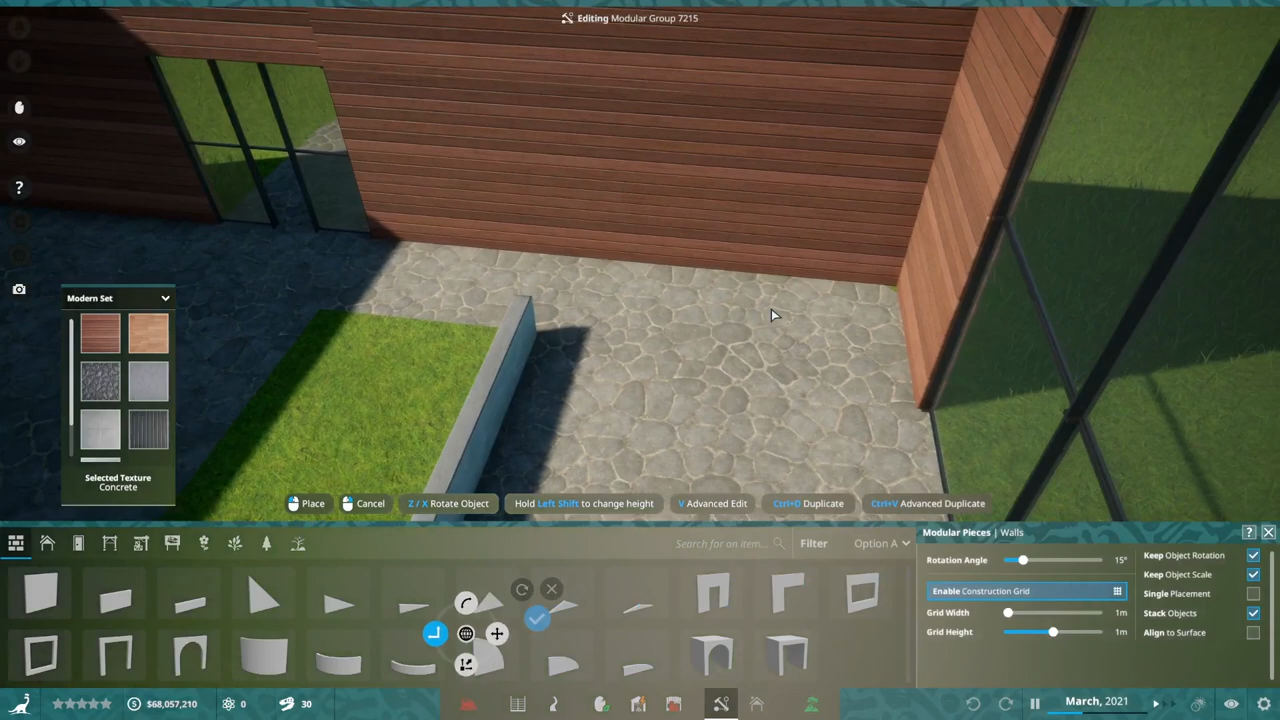 Editing Modular Group 7215
?
Modern Set
Selected Texture
Concrete
Place
Cancel
Z / X Rotate Object
Hold Left Shift to change height
V Advanced Edit
Ctrl+D Duplicate
Ctrl+V Advanced Duplicate
Search for an item...
Filter
Option A
Modular Pieces | Walls
?
Rotation Angle
15°
Enable Construction Grid
Grid Width
1m
Grid Height
1m
Keep Object Rotation
Keep Object Scale
Single Placement
Stack Objects
Align to Surface
$68,057,210
0
30
March, 2021